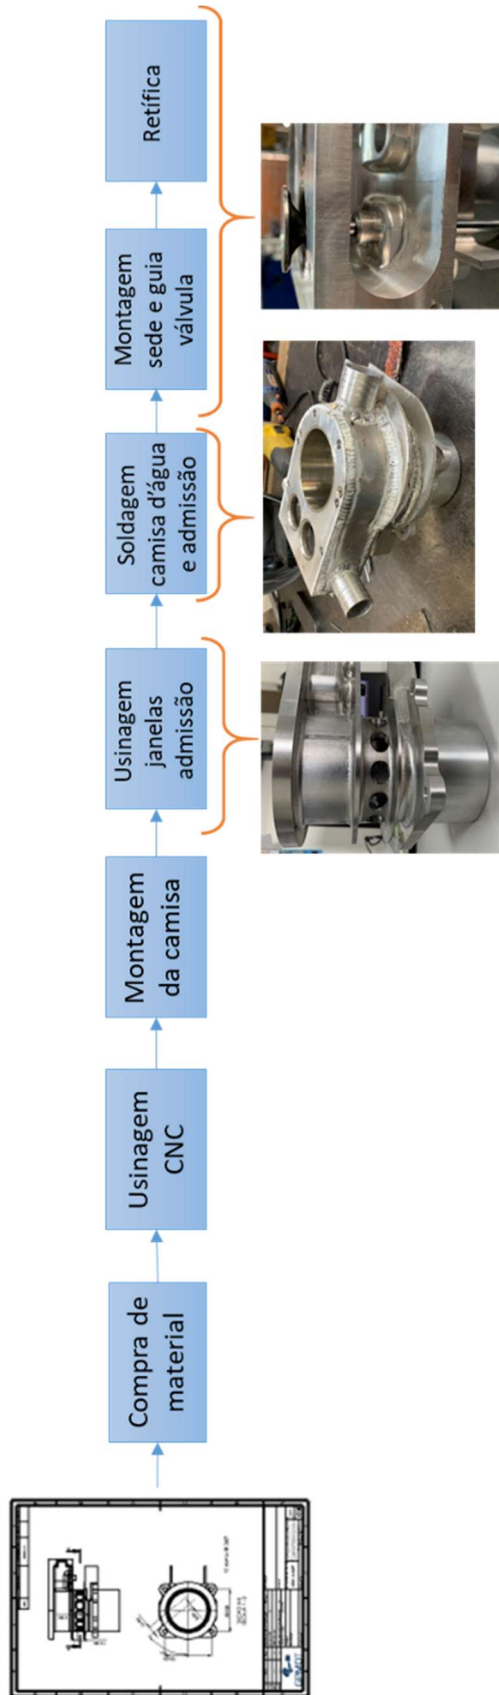 Compra de
material
Usinagem
CNC
Montagem
da camisa
Usinagem
janelas
admissão
Soldagem
camisa d'água
e admissão
Montagem
sede e guia
válvula
Retífica